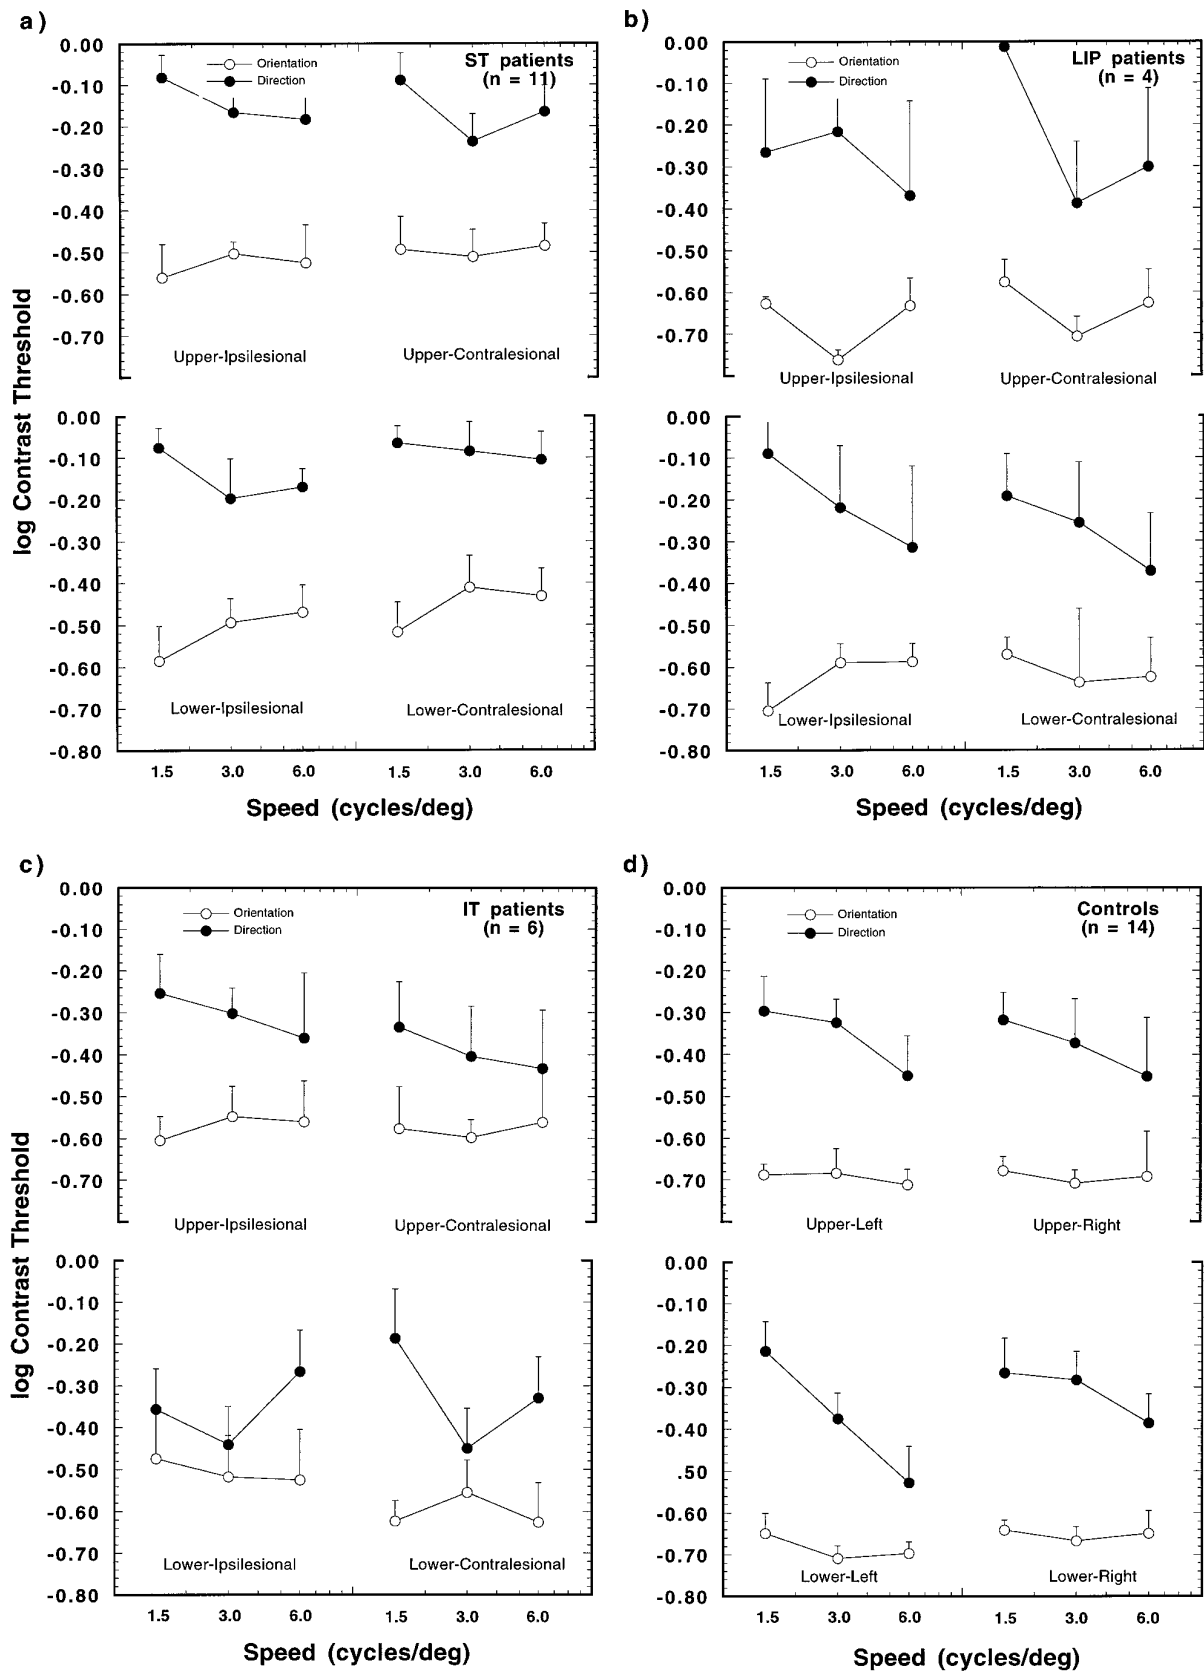 a)
0.00
-0.10
-0.20
-0.30
-0.40
-0.50
-0.60
-0.70
Orientation
Direction
ST patients
(n = 11)
Upper-Ipsilesional
Upper-Contralesional
0.00
-0.10
-0.20
-0.30
-0.40
-0.50
-0.60
-0.70
-0.80
Lower-Ipsilesional
Lower-Contralesional
1.5 3.0 6.0 1.5 3.0 6.0
Speed (cycles/deg)
log Contrast Threshold
b)
0.00
-0.10
-0.20
-0.30
-0.40
-0.50
-0.60
-0.70
Orientation
Direction
LIP patients
(n = 4)
Upper-Ipsilesional
Upper-Contralesional
0.00
-0.10
-0.20
-0.30
-0.40
-0.50
-0.60
-0.70
-0.80
Lower-Ipsilesional
Lower-Contralesional
1.5 3.0 6.0 1.5 3.0 6.0
Speed (cycles/deg)
c)
0.00
-0.10
-0.20
-0.30
-0.40
-0.50
-0.60
-0.70
Orientation
Direction
IT patients
(n = 6)
Upper-Ipsilesional
Upper-Contralesional
0.00
-0.10
-0.20
-0.30
-0.40
-0.50
-0.60
-0.70
-0.80
Lower-Ipsilesional
Lower-Contralesional
1.5 3.0 6.0 1.5 3.0 6.0
Speed (cycles/deg)
log Contrast Threshold
d)
0.00
-0.10
-0.20
-0.30
-0.40
-0.50
-0.60
-0.70
Orientation
Direction
Controls
(n = 14)
Upper-Left
Upper-Right
0.00
-0.10
-0.20
-0.30
-0.40
.50
-0.60
-0.70
-0.80
Lower-Left
Lower-Right
1.5 3.0 6.0 1.5 3.0 6.0
Speed (cycles/deg)